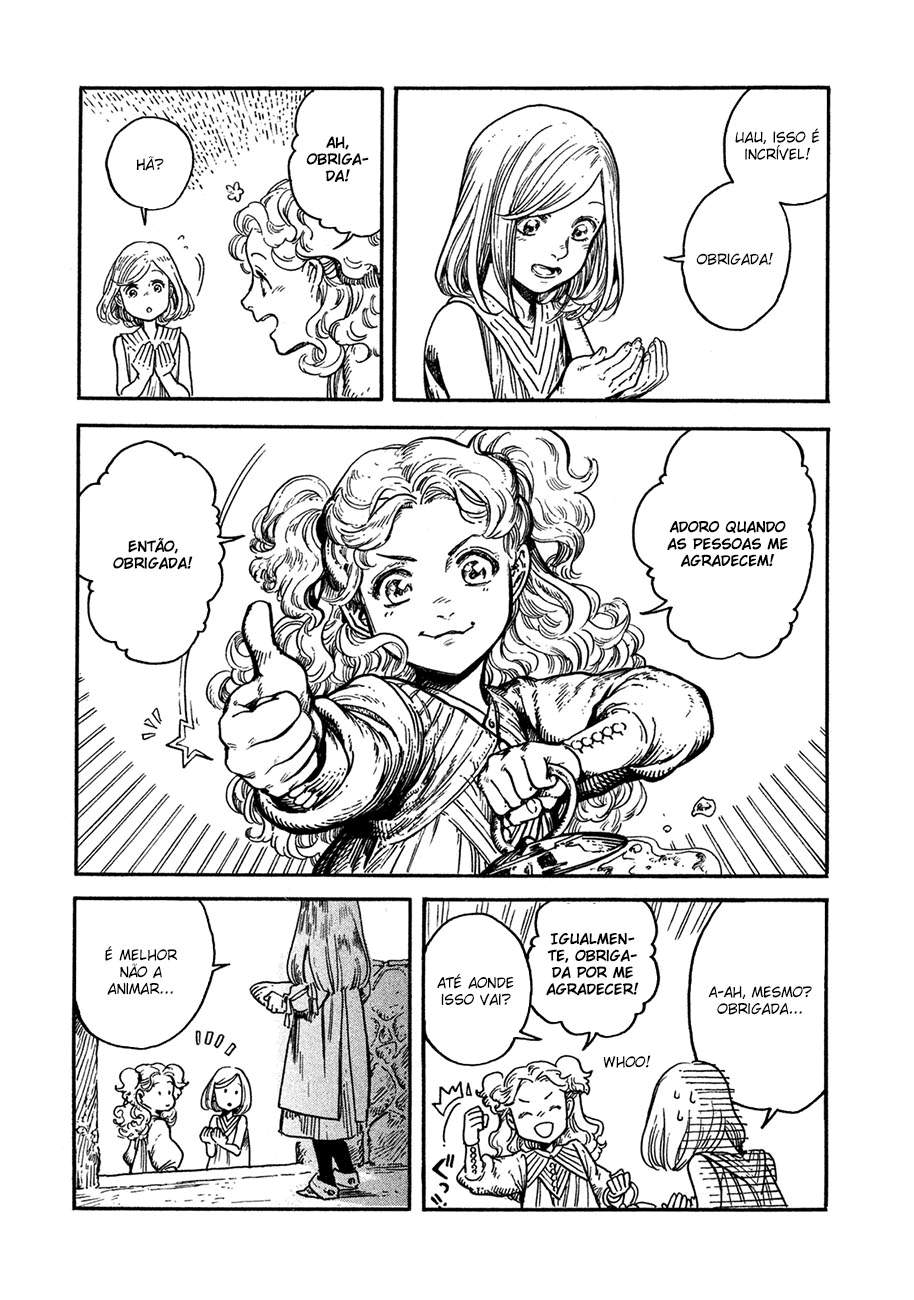 UAU, ISSO É
INCRÍVEL!
OBRIGADA!
AH,
OBRIGA-
DA!
HÃ?
ADORO QUANDO
AS PESSOAS ME
AGRADECEM!
ENTÃO,
OBRIGADA!
A-AH, MESMO?
OBRIGADA...
IGUALMEN-
TE, OBRIGA-
DA POR ME
AGRADECER!
WHOO!
ATÉ AONDE
ISSO VAI?
É MELHOR
NÃO A
ANIMAR...